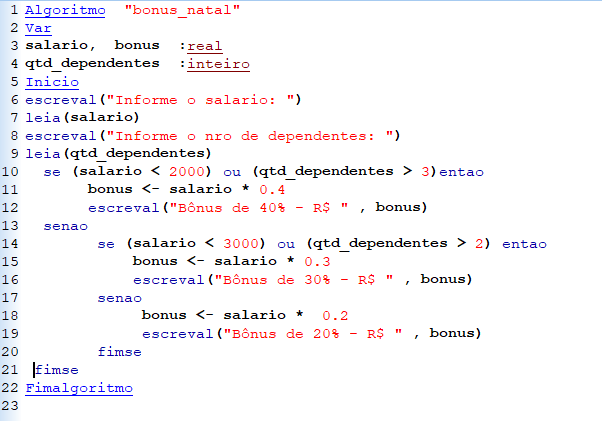 1 Algoritmo "bonus_natal"
2 Var
3 salario, bonus :real
4 qtd_dependentes :inteiro
5 Inicio
6 escreval("Informe o salario: ")
7 leia(salario)
8 escreval("Informe o nro de dependentes: ")
9 leia(qtd_dependentes)
10 se (salario < 2000) ou (qtd_dependentes > 3)entao
11 bonus <- salario * 0.4
12 escreval("Bônus de 40% - R$ " , bonus)
13 senao
14 se (salario < 3000) ou (qtd_dependentes > 2) entao
15 bonus <- salario * 0.3
16 escreval("Bônus de 30% - R$ " , bonus)
17 senao
18 bonus <- salario * 0.2
19 escreval("Bônus de 20% - R$ " , bonus)
20 fimse
21 fimse
22 Fimalgoritmo
23